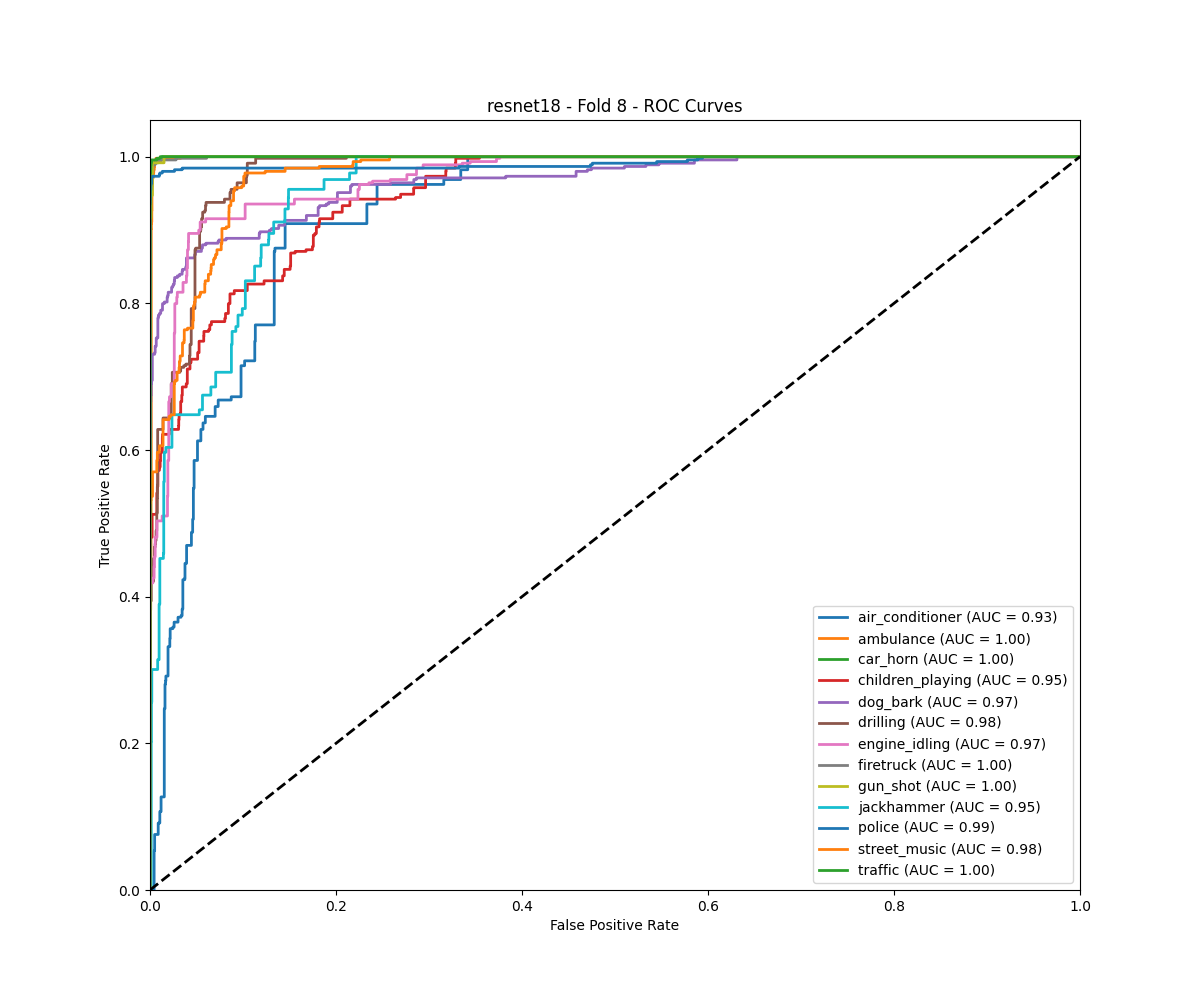 resnet18 - Fold 8 - ROC Curves
True Positive Rate
1.0
0.8
0.6
0.4
0.2
0.0
air_conditioner (AUC = 0.93)
ambulance (AUC = 1.00)
car_horn (AUC = 1.00)
children_playing (AUC = 0.95)
dog_bark (AUC = 0.97)
drilling (AUC = 0.98)
engine_idling (AUC = 0.97)
firetruck (AUC = 1.00)
gun_shot (AUC = 1.00)
jackhammer (AUC = 0.95)
police (AUC = 0.99)
street_music (AUC = 0.98)
traffic (AUC = 1.00)
0.0 0.2 0.4 0.6 0.8 1.0
False Positive Rate